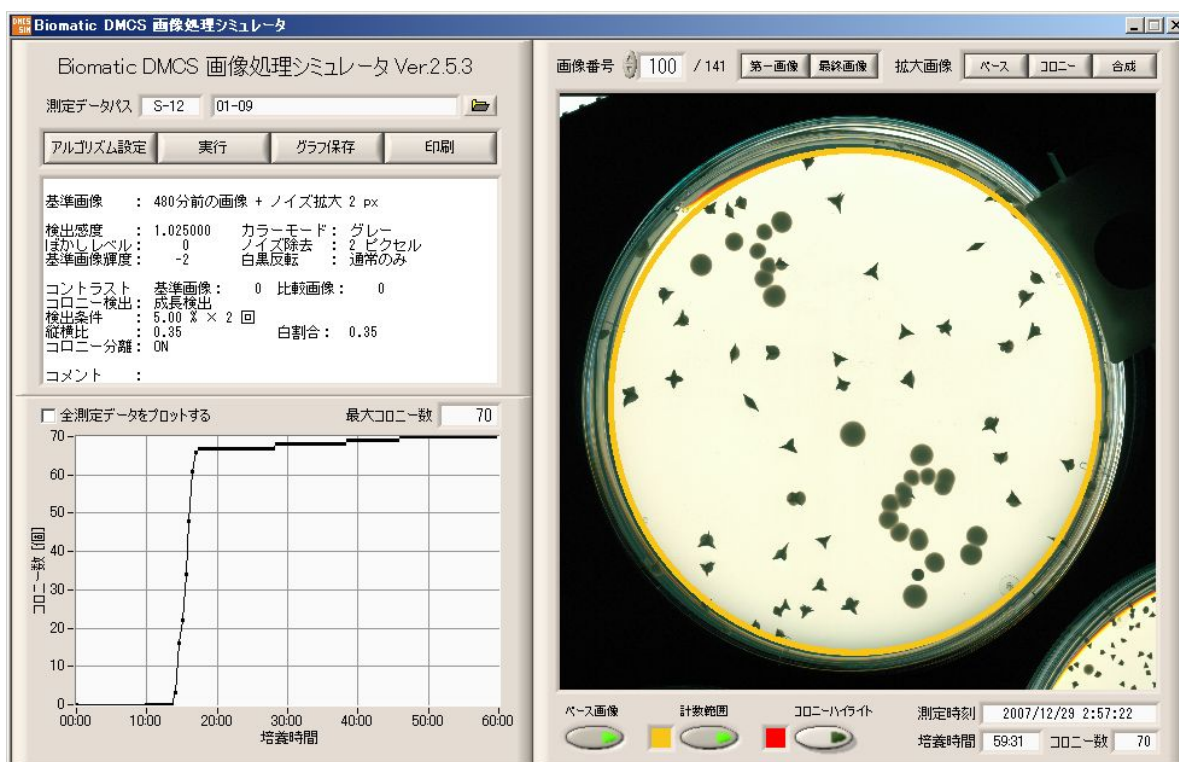 DMCS SIM Biomatic DMCS 画像処理シミュレータ
Biomatic DMCS 画像処理シミュレータ Ver.2.5.3
測定データパス S-12 01-09
アルゴリズム設定 実行 グラフ保存 印刷
基準画像 : 480分前の画像 + ノイズ拡大 2 px
検出感度 : 1.025000 カラーモード: グレー
ぼかしレベル: 0 ノイズ除去 : 2 ピクセル
基準画像輝度: -2 白黒反転 : 通常のみ
コントラスト 基準画像: 0 比較画像: 0
コロニー検出: 成長検出
検出条件 : 5.00 % × 2 回
縦横比 : 0.35 白割合: 0.35
コロニー分離: ON
コメント :
全測定データをプロットする 最大コロニー数 70
70
60
50
40
30
20
10
0
コロニー数 [個]
00:00 10:00 20:00 30:00 40:00 50:00 60:00
培養時間
画像番号 100 / 141 第一画像 最終画像 拡大画像 ベース コロニー 合成
ベース画像 計数範囲 コロニーハイライト 測定時刻 2007/12/29 2:57:22
培養時間 59:31 コロニー数 70